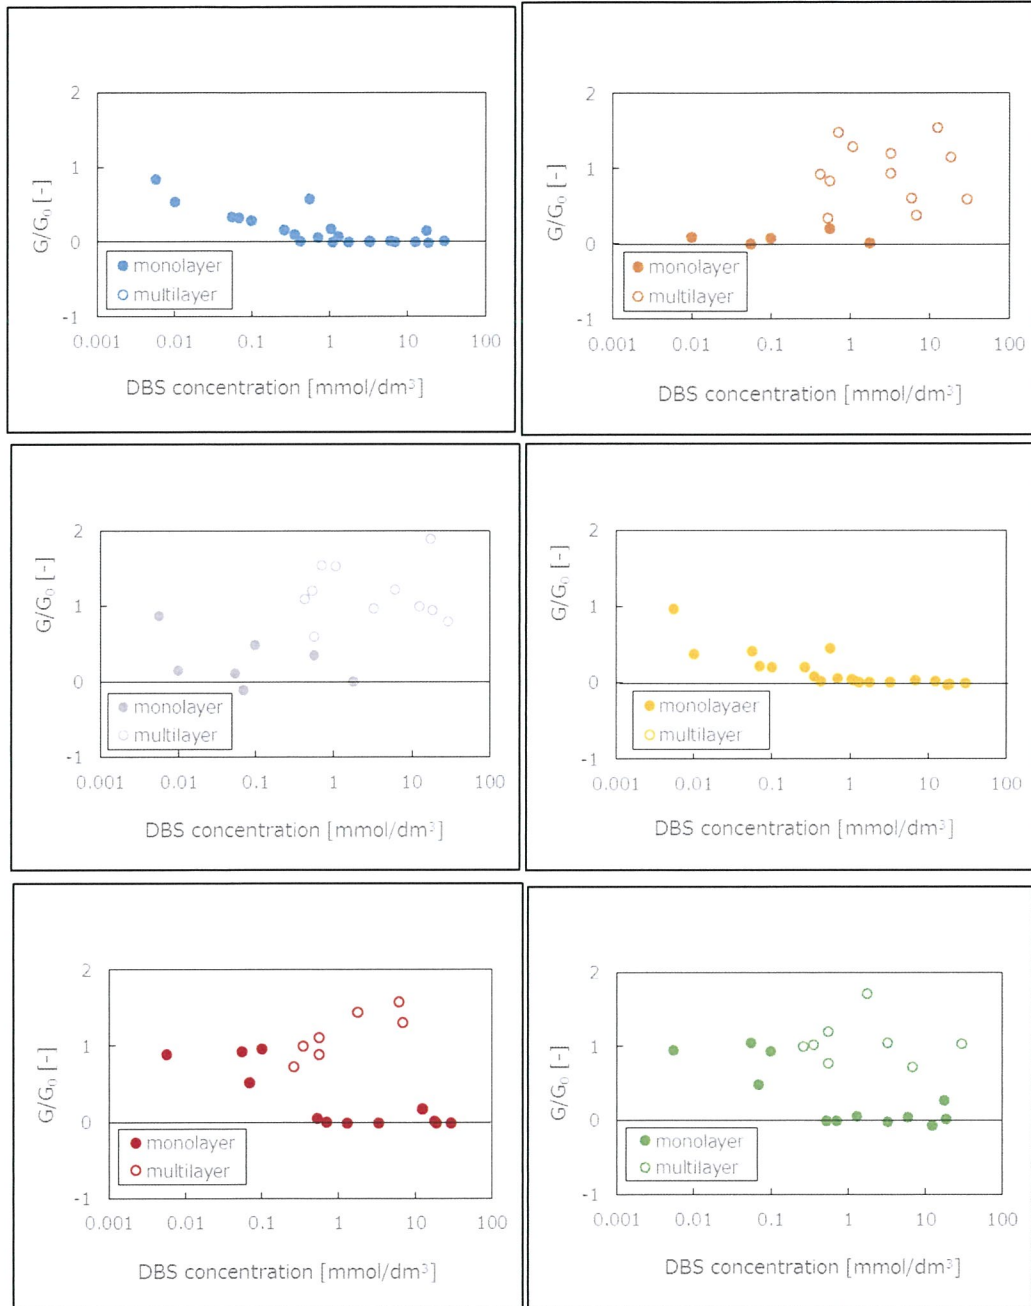 2
1
0
-1
G/G₀ [-]
monolayer
multilayer
0.001 0.01 0.1 1 10 100
DBS concentration [mmol/dm³]
2
1
0
-1
G/G₀ [-]
monolayer
multilayer
0.001 0.01 0.1 1 10 100
DBS concentration [mmol/dm³]
2
1
0
-1
G/G₀ [-]
monolayer
multilayer
0.001 0.01 0.1 1 10 100
DBS concentration [mmol/dm³]
2
1
0
-1
G/G₀ [-]
monolayaer
multilayer
0.001 0.01 0.1 1 10 100
DBS concentration [mmol/dm³]
2
1
0
-1
G/G₀ [-]
monolayer
multilayer
0.001 0.01 0.1 1 10 100
DBS concentration [mmol/dm³]
2
1
0
-1
G/G₀ [-]
monolayer
multilayer
0.001 0.01 0.1 1 10 100
DBS concentration [mmol/dm³]